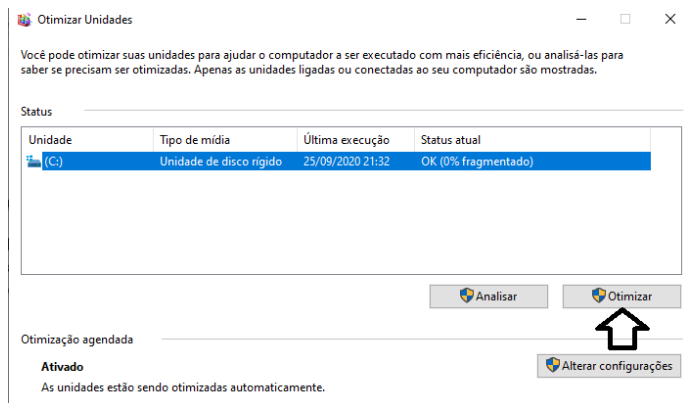 Otimizar Unidades
Você pode otimizar suas unidades para ajudar o computador a ser executado com mais eficiência, ou analisá-las para
saber se precisam ser otimizadas. Apenas as unidades ligadas ou conectadas ao seu computador são mostradas.
Status
Unidade Tipo de mídia Última execução Status atual
(C:) Unidade de disco rígido 25/09/2020 21:32 OK (0% fragmentado)
Analisar Otimizar
Otimização agendada
Ativado Alterar configurações
As unidades estão sendo otimizadas automaticamente.